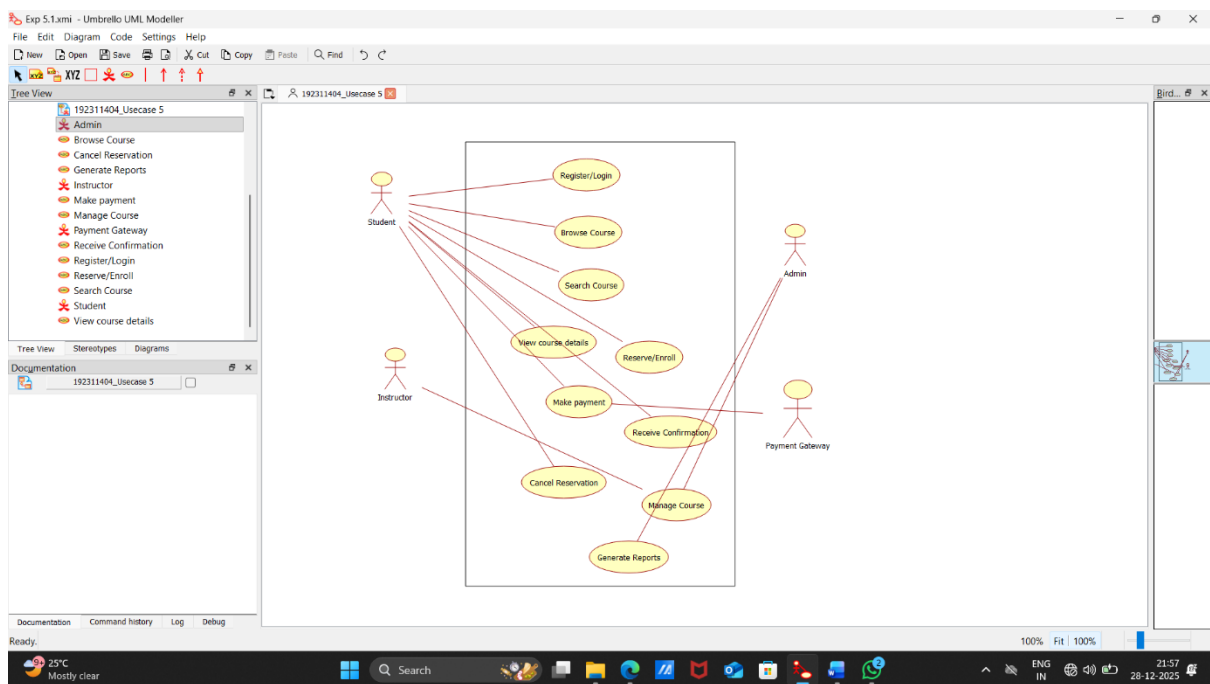 Exp 5.1.xmi - Umbrello UML Modeller
File Edit Diagram Code Settings Help
New Open Save Cut Copy Paste Find
XYZ
Tree View
192311404_Usecase 5
Bird...
192311404_Usecase 5
Admin
Browse Course
Cancel Reservation
Generate Reports
Instructor
Make payment
Manage Course
Payment Gateway
Receive Confirmation
Register/Login
Reserve/Enroll
Search Course
Student
View course details
Tree View Stereotypes Diagrams
Documentation
192311404_Usecase 5
Documentation Command history Log Debug
Register/Login
Student
Browse Course
Admin
Search Course
View course details
Reserve/Enroll
Instructor
Make payment
Receive Confirmation
Payment Gateway
Cancel Reservation
Manage Course
Generate Reports
Ready.
100% Fit 100%
9+
25°C
Mostly clear
Search
2
ENG
IN
21:57
28-12-2025